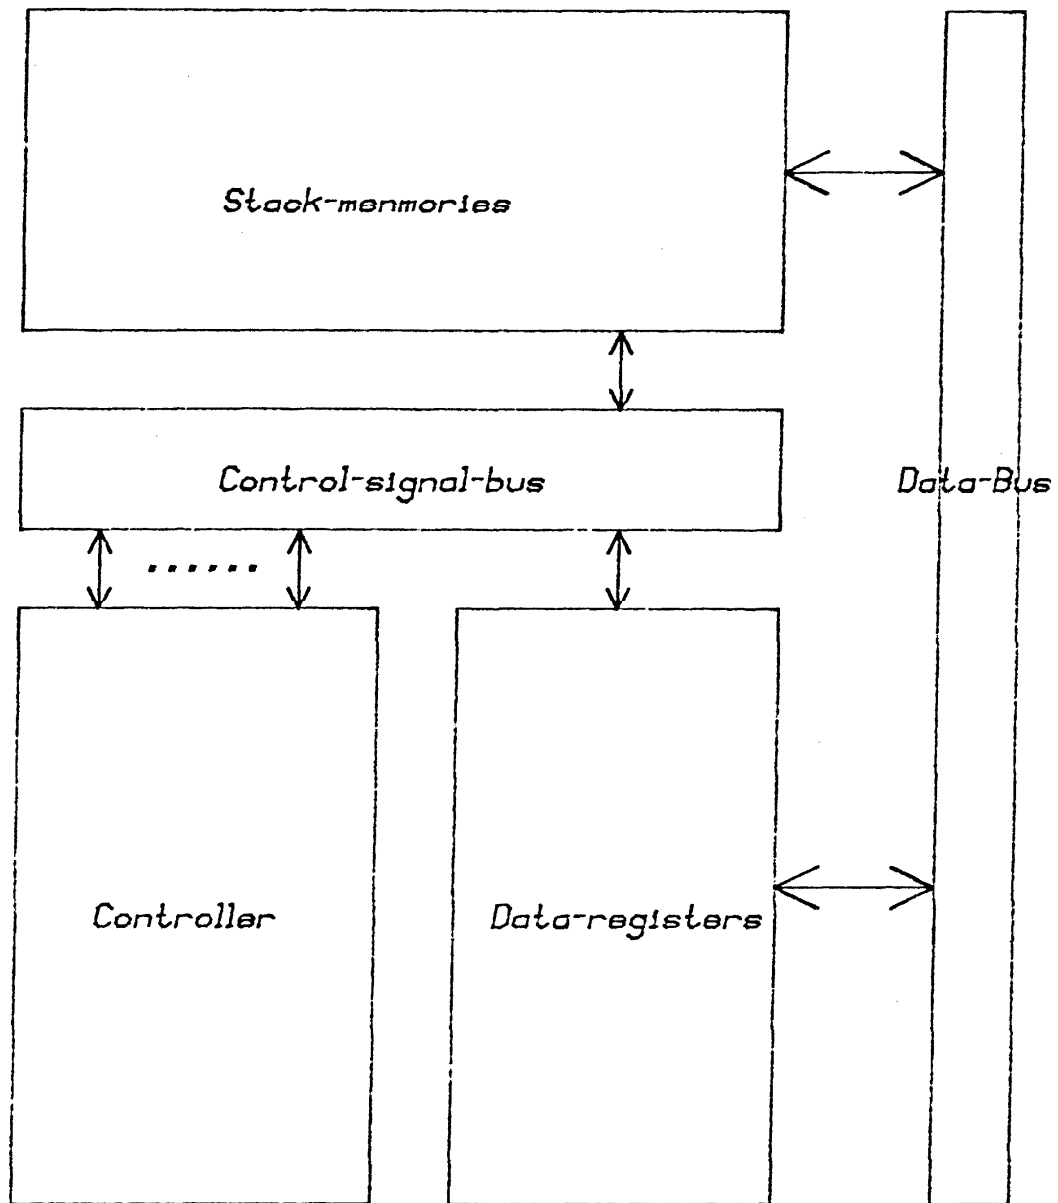 Stack-menmories
Control-signal-bus
Data-Bus
Controller
Data-registers